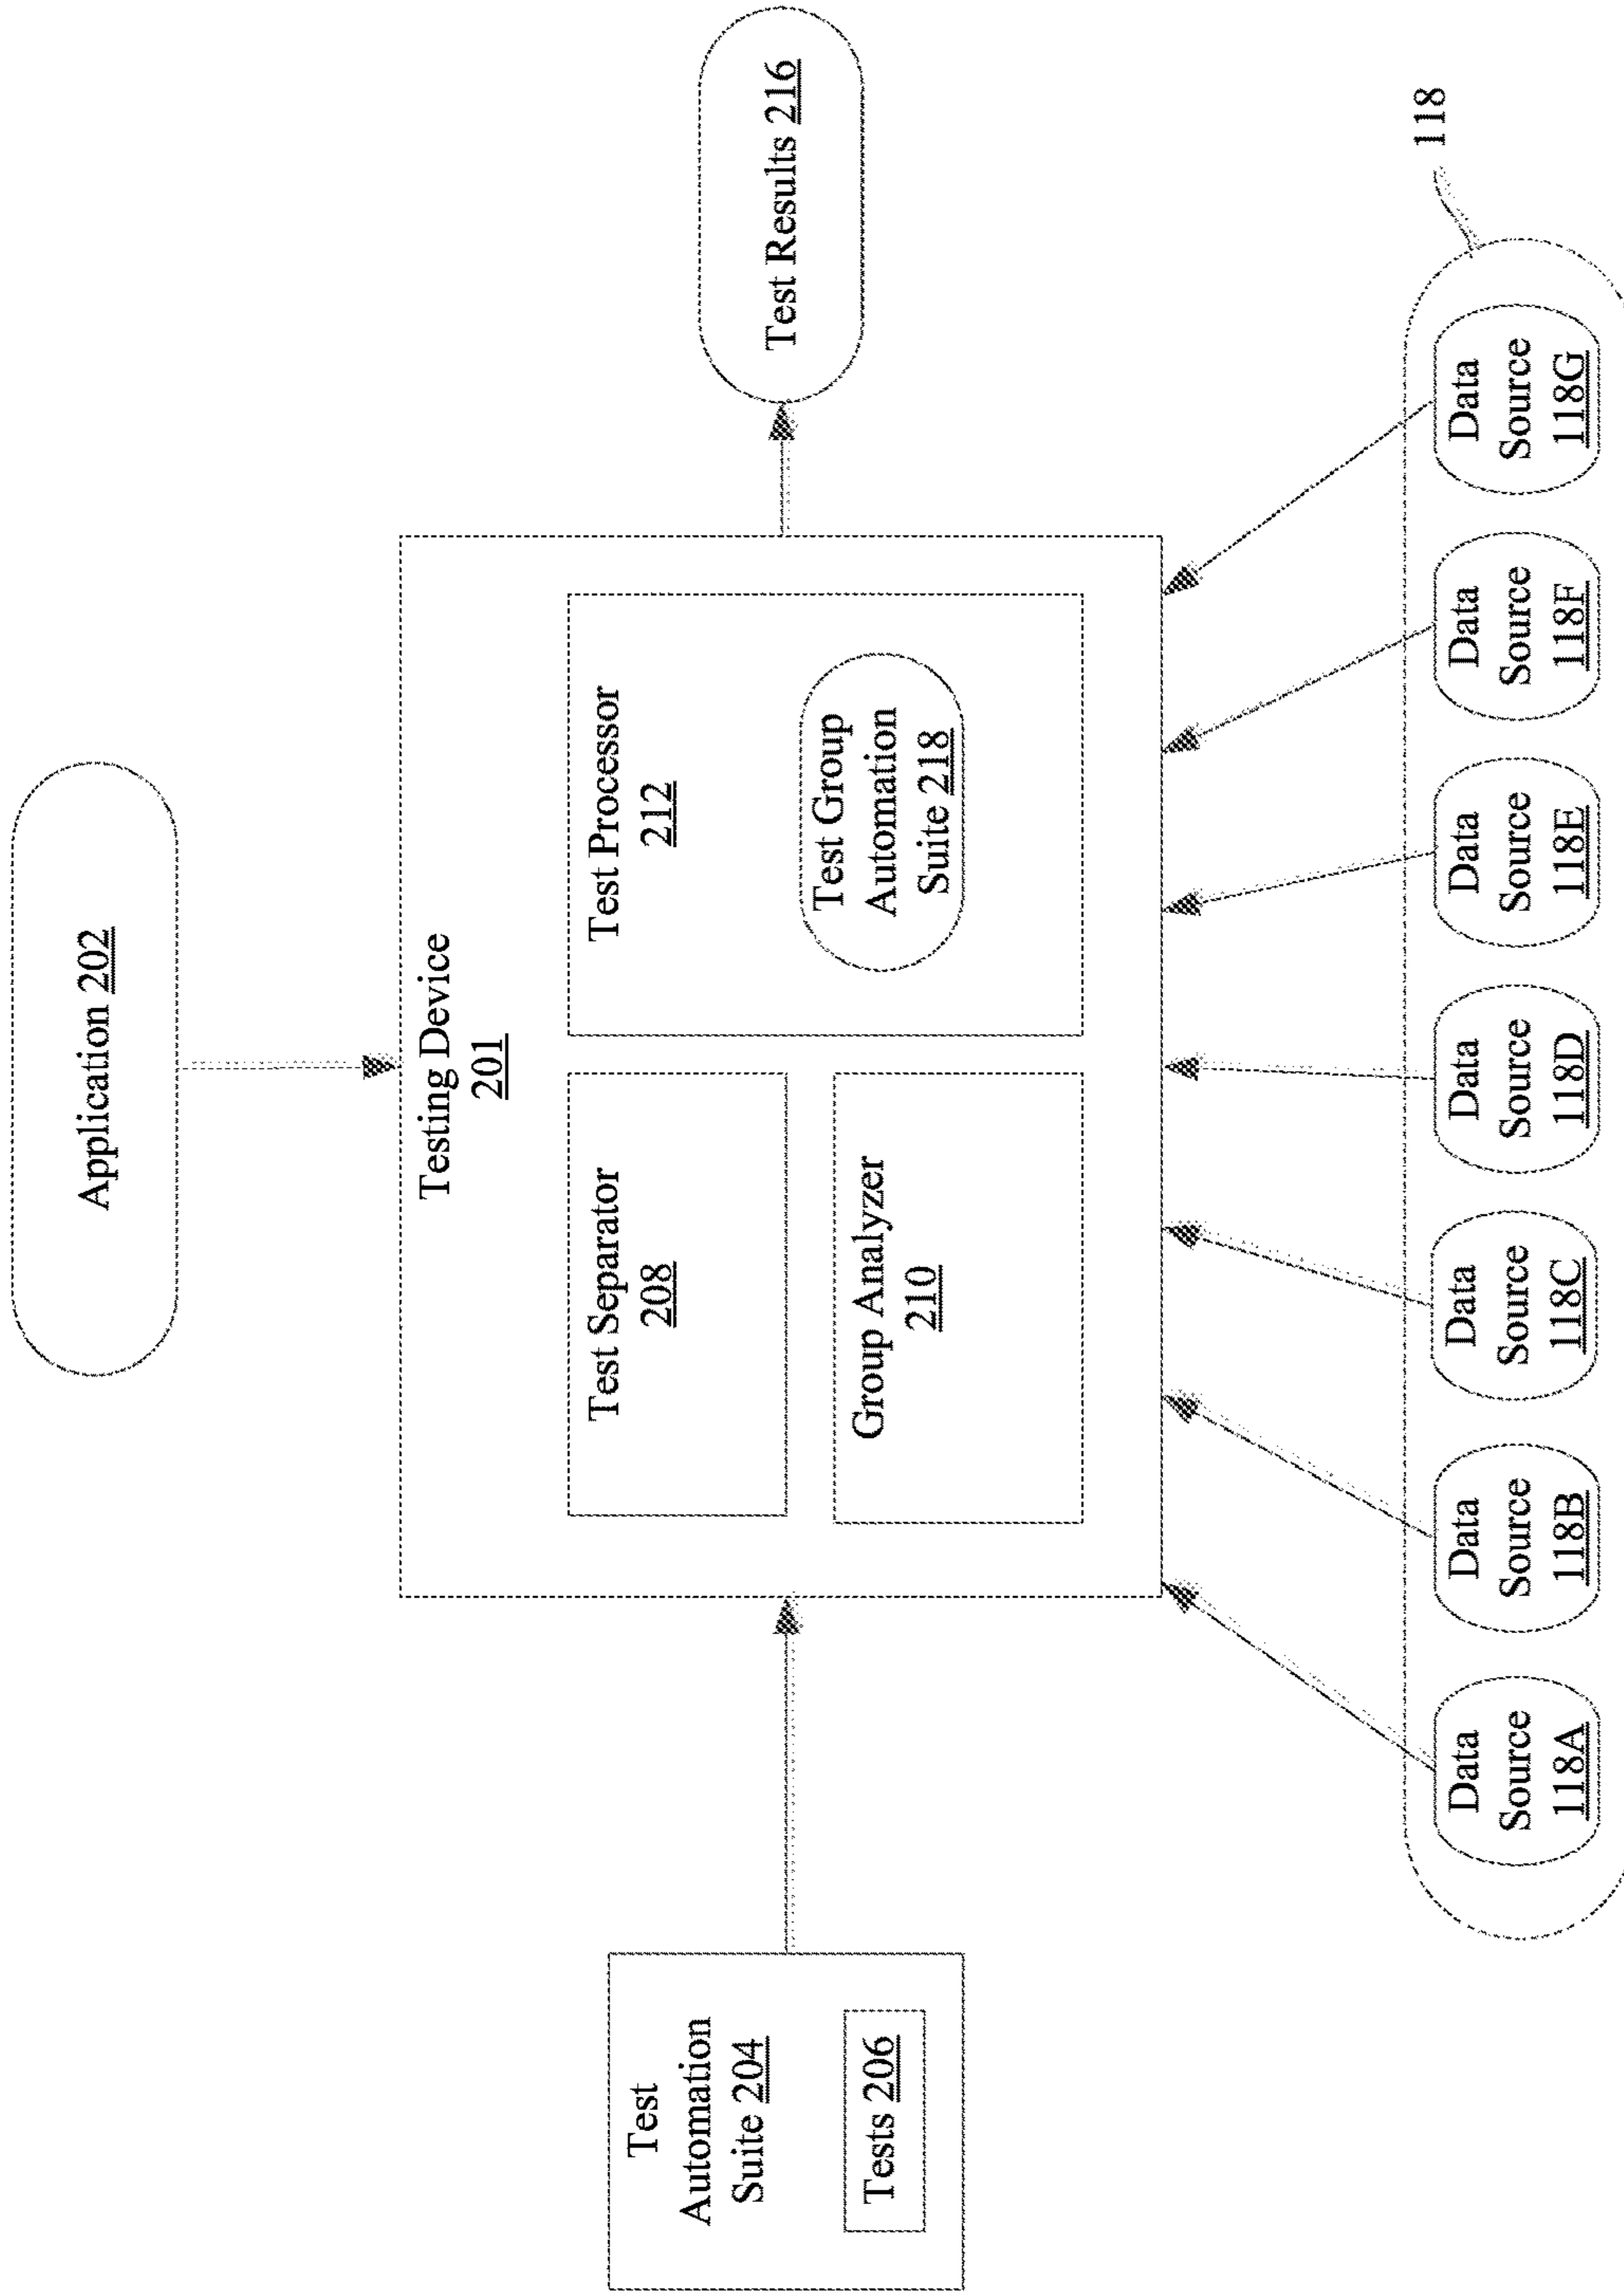 Application 202
Test
Automation
Suite 204
Tests 206
Testing Device
201
Test Separator
208
Group Analyzer
210
Test Processor
212
Test Group
Automation
Suite 218
Test Results 216
118
Data
Source
118A
Data
Source
118B
Data
Source
118C
Data
Source
118D
Data
Source
118E
Data
Source
118F
Data
Source
118G